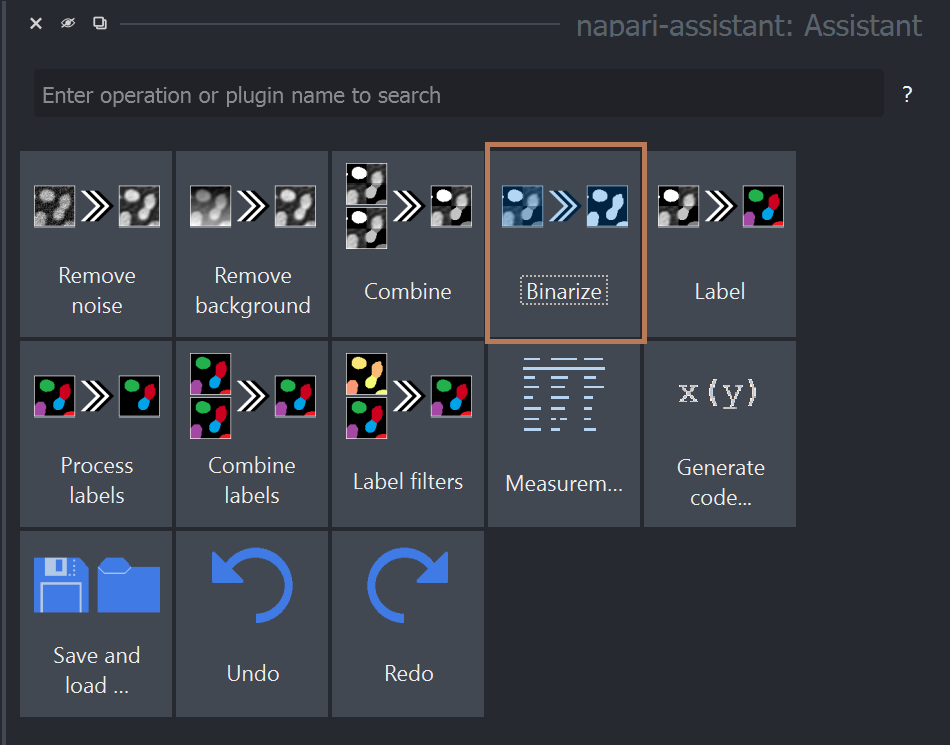 napari-assistant: Assistant
Enter operation or plugin name to search
?
Remove
noise
Remove
background
Combine
Binarize
Label
Process
labels
Combine
labels
Label filters
Measurem...
x(y)
Generate
code...
Save and
load ...
Undo
Redo